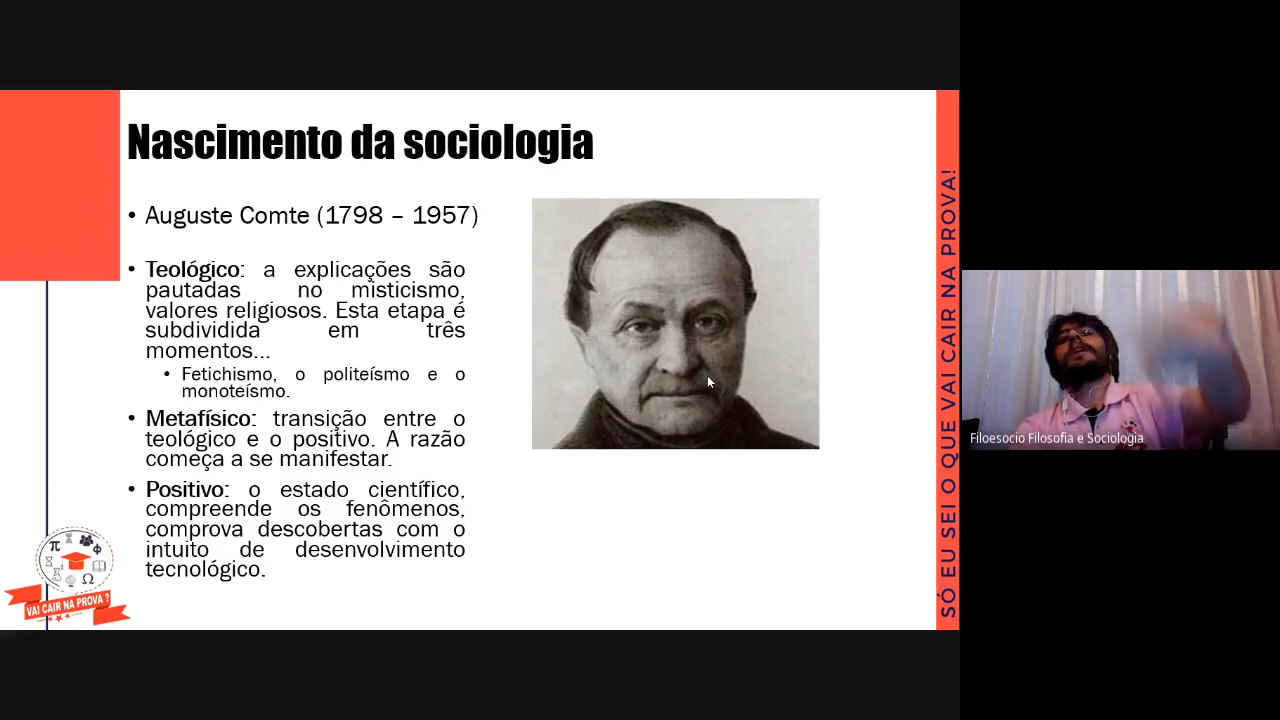 Nascimento da sociologia
• Auguste Comte (1798 – 1957)
• Teológico: a explicações são
pautadas no misticismo,
valores religiosos. Esta etapa é
subdividida em três
momentos...
• Fetichismo, o politeísmo e o
monoteísmo.
• Metafísico: transição entre o
teológico e o positivo. A razão
começa a se manifestar.
• Positivo: o estado científico,
compreende os fenômenos,
comprova descobertas com o
intuito de desenvolvimento
tecnológico.
π
Φ
Ω
VAI CAIR NA PROVA ?
SÓ EU SEI O QUE VAI CAIR NA PROVA!
Filoesocio Filosofia e Sociologia